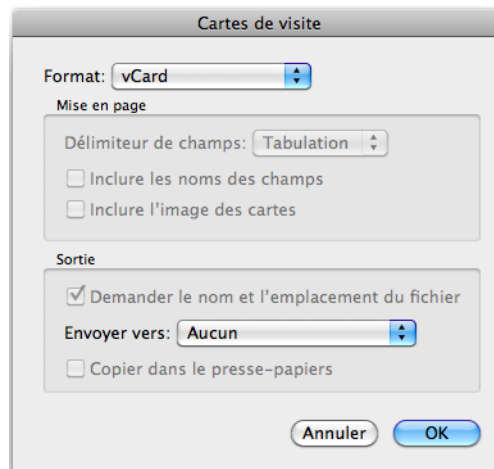 Cartes de visite
Format: vCard
Mise en page
Délimiteur de champs: Tabulation
Inclure les noms des champs
Inclure l'image des cartes
Sortie
Demander le nom et l'emplacement du fichier
Envoyer vers: Aucun
Copier dans le presse-papiers
Annuler OK